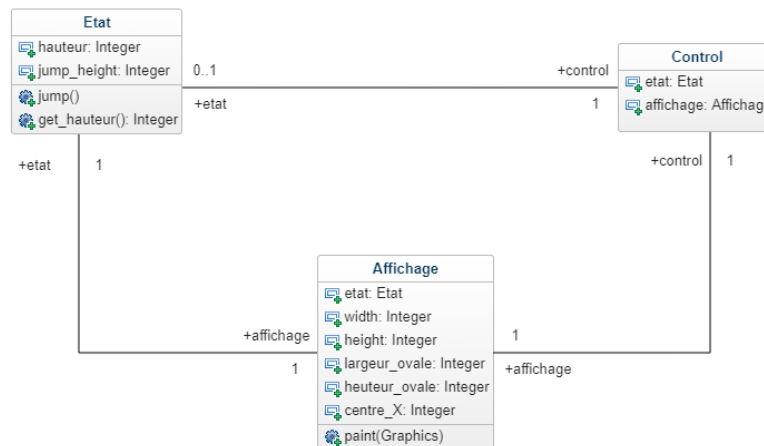 Etat
hauteur: Integer
jump_height: Integer
jump()
get_hauteur(): Integer
0..1
+etat
+control
1
Control
etat: Etat
affichage: Affichag
+etat
1
+control
1
Affichage
etat: Etat
width: Integer
height: Integer
largeur_ovale: Integer
heuteur_ovale: Integer
centre_X: Integer
paint(Graphics)
+affichage
1
1
+affichage